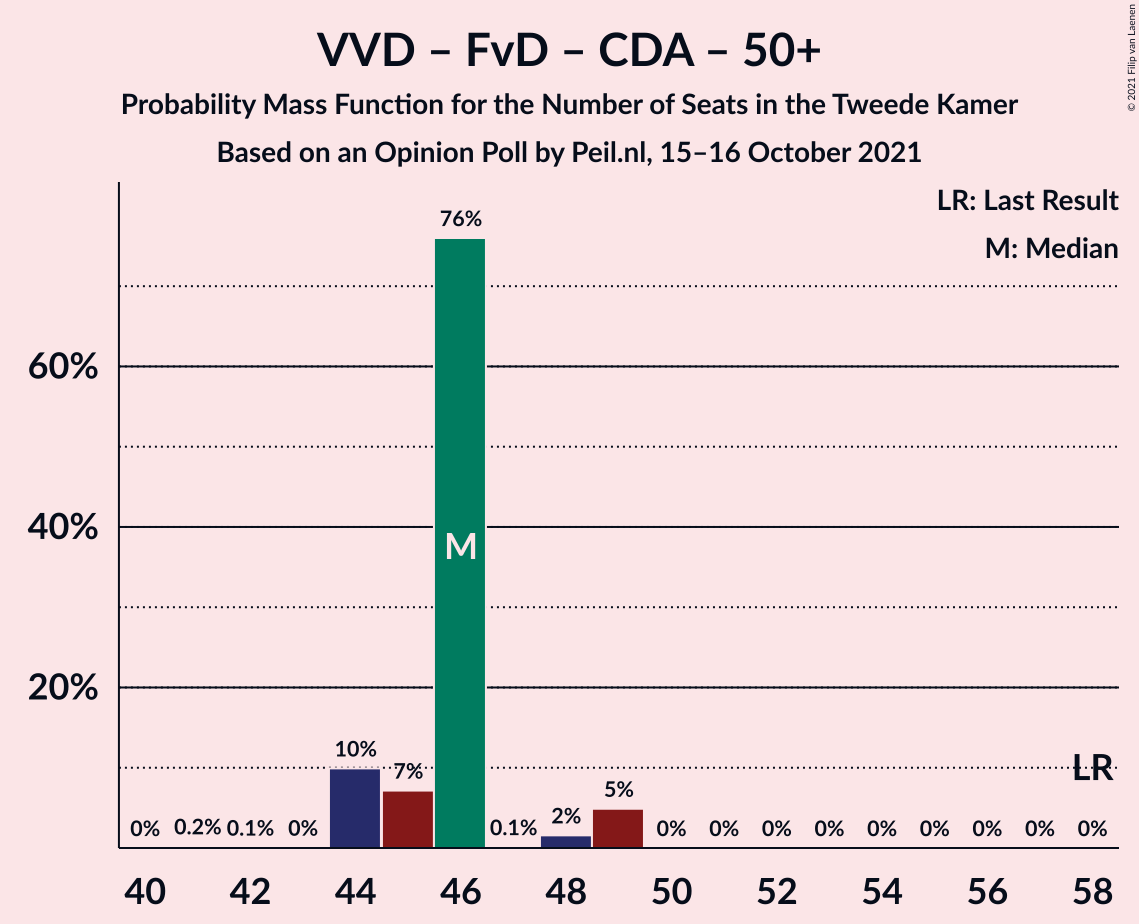 VVD – FvD – CDA – 50+
Probability Mass Function for the Number of Seats in the Tweede Kamer
Based on an Opinion Poll by Peil.nl, 15–16 October 2021
© 2021 Filip van Laenen
LR: Last Result
M: Median
60%
40%
20%
0% 0.2% 0.1% 0% 10% 7% 76% 0.1% 2% 5% 0% 0% 0% 0% 0% 0% 0% 0% 0%
M
LR
40 42 44 46 48 50 52 54 56 58